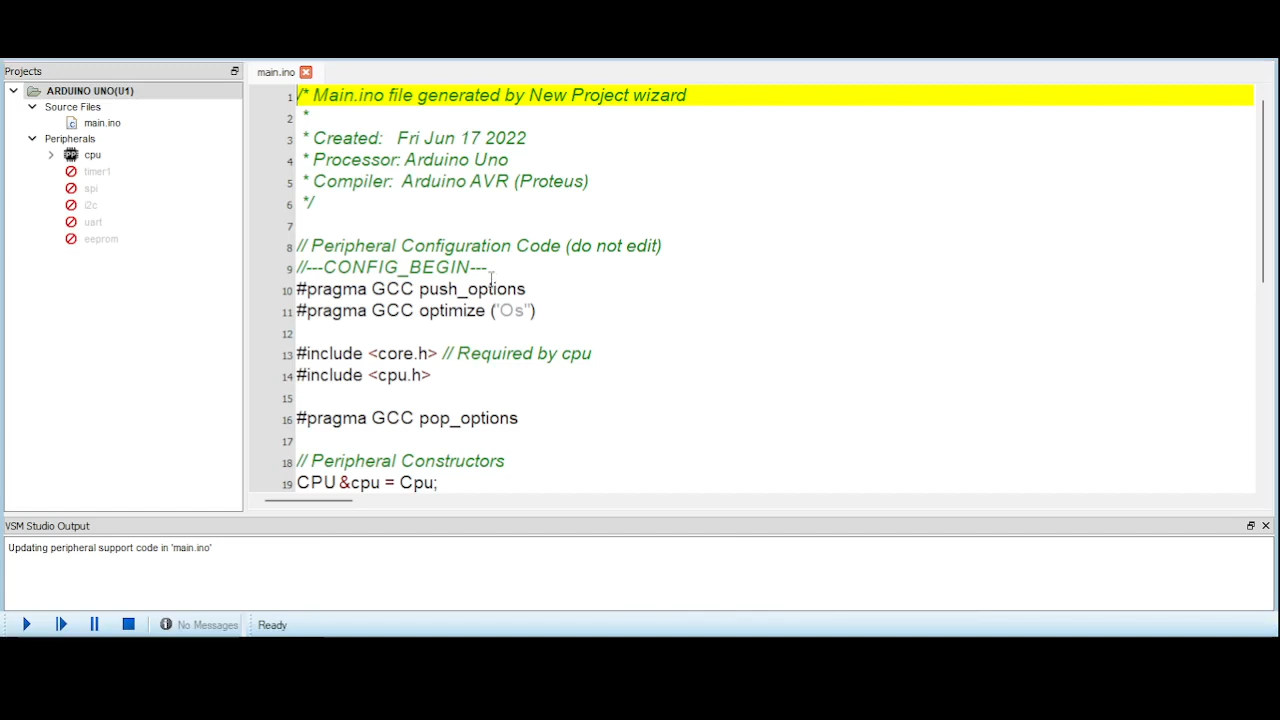 Projects
ARDUINO UNO(U1)
Source Files
main.ino
Peripherals
cpu
timer1
spi
i2c
uart
eeprom
main.ino
1 /* Main.ino file generated by New Project wizard
2 *
3 * Created: Fri Jun 17 2022
4 * Processor: Arduino Uno
5 * Compiler: Arduino AVR (Proteus)
6 */
7
8 // Peripheral Configuration Code (do not edit)
9 //---CONFIG_BEGIN---
10 #pragma GCC push_options
11 #pragma GCC optimize ("Os")
12
13 #include <core.h> // Required by cpu
14 #include <cpu.h>
15
16 #pragma GCC pop_options
17
18 // Peripheral Constructors
19 CPU &cpu = Cpu;
VSM Studio Output
Updating peripheral support code in 'main.ino'
No Messages
Ready